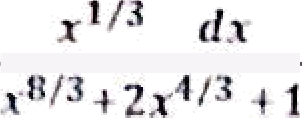 x^{1/3} dx
x^{8/3} + 2x^{4/3} + 1